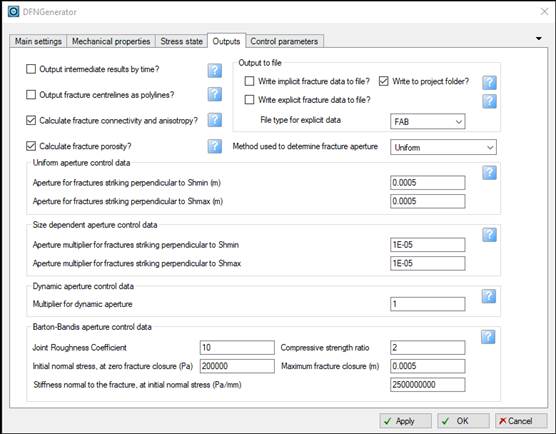 DFNGenerator
Main settings Mechanical properties Stress state Outputs Control parameters
Output intermediate results by time? ?
Output fracture centrelines as polylines? ?
Calculate fracture connectivity and anisotropy? ?
Calculate fracture porosity? ?
Output to file
Write implicit fracture data to file? Write to project folder? ?
Write explicit fracture data to file? ?
File type for explicit data FAB
Method used to detemine fracture aperture Uniform
Uniform aperture control data ?
Aperture for fractures striking perpendicular to Shmin (m) 0.0005
Aperture for fractures striking perpendicular to Shmax (m) 0.0005
Size dependent aperture control data ?
Aperture multiplier for fractures striking perpendicular to Shmin 1E-05
Aperture multiplier for fractures striking perpendicular to Shmax 1E-05
Dynamic aperture control data ?
Multiplier for dynamic aperture 1
Barton-Bandis aperture control data ?
Joint Roughness Coefficient 10 Compressive strength ratio 2
Initial normal stress, at zero fracture closure (Pa) 200000 Maximum fracture closure (m) 0.0005
Stiffness normal to the fracture, at initial normal stress (Pa/mm) 2500000000
Apply OK Cancel